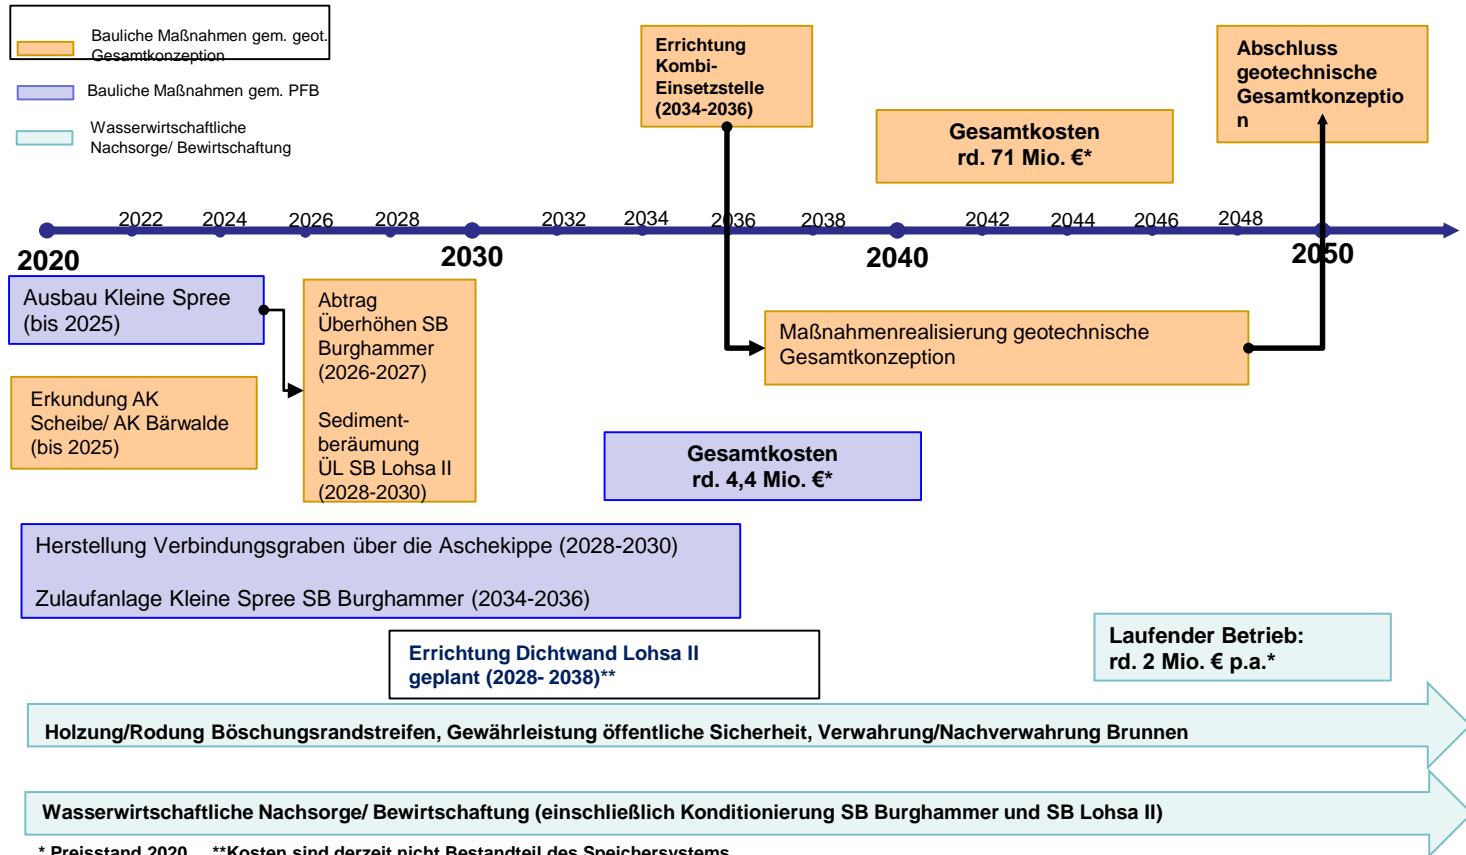 Bauliche Maßnahmen gem. geot.
Gesamtkonzeption
Bauliche Maßnahmen gem. PFB
Wasserwirtschaftliche
Nachsorge/ Bewirtschaftung
Errichtung
Kombi-
Einsetzstelle
(2034-2036)
Gesamtkosten
rd. 71 Mio. €*
Abschluss
geotechnische
Gesamtkonzeptio
n
2022
2024
2026
2028
2032
2034
2036
2038
2042
2044
2046
2048
2020
2030
2040
2050
Ausbau Kleine Spree
(bis 2025)
Erkundung AK
Scheibe/ AK Bärwalde
(bis 2025)
Abtrag
Überhöhen SB
Burghammer
(2026-2027)
Sediment-
beräumung
ÜL SB Lohsa II
(2028-2030)
Maßnahmenrealisierung geotechnische
Gesamtkonzeption
Gesamtkosten
rd. 4,4 Mio. €*
Herstellung Verbindungsgraben über die Aschekippe (2028-2030)
Zulaufanlage Kleine Spree SB Burghammer (2034-2036)
Errichtung Dichtwand Lohsa II
geplant (2028- 2038)**
Laufender Betrieb:
rd. 2 Mio. € p.a.*
Holzung/Rodung Böschungsrandstreifen, Gewährleistung öffentliche Sicherheit, Verwahrung/Nachverwahrung Brunnen
Wasserwirtschaftliche Nachsorge/ Bewirtschaftung (einschließlich Konditionierung SB Burghammer und SB Lohsa II)
* Preisstand 2020 **Kosten sind derzeit nicht Bestandteil des Speichersystems